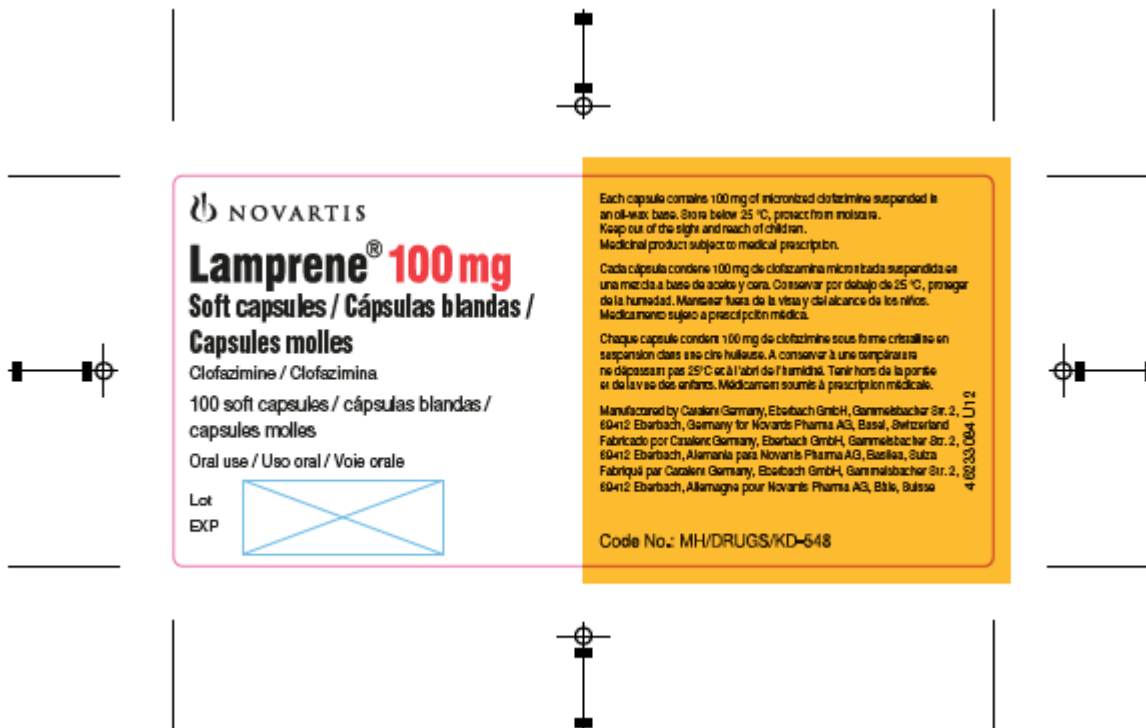 NOVARTIS
Lamprene® 100 mg
Soft capsules / Cápsulas blandas /
Capsules molles
Clofazimine / Clofazimina
100 soft capsules / cápsulas blandas /
capsules molles
Oral use / Uso oral / Voie orale
Lot
EXP
Each capsule contains 100 mg of micronized clofazimine suspended in
an oil-wax base. Store below 25 °C, protect from moisture.
Keep out of the sight and reach of children.
Medicinal product subject to medical prescription.
Cada cápsula contiene 100 mg de clofazamina micronizada suspendida en
una mezcla a base de aceite y cera. Conservar por debajo de 25 °C, proteger
de la humedad. Mantener fuera de la vista y del alcance de los niños.
Medicamento sujeto a prescripción médica.
Chaque capsule contient 100 mg de clofazimine sous forme cristalline en
suspension dans une cire huileuse. A conserver à une température
ne dépassant pas 25°C et à l'abri de l'humidité. Tenir hors de la portée
et de la vue des enfants. Médicament soumis à prescription médicale.
Manufactured by Catalent Germany, Eberbach GmbH, Gammelsbacher Str. 2,
69412 Eberbach, Germany for Novartis Pharma AG, Basel, Switzerland
Fabricado por Catalent Germany, Eberbach GmbH, Gammelsbacher Str. 2,
69412 Eberbach, Alemania para Novartis Pharma AG, Basilea, Suiza
Fabriqué par Catalent Germany, Eberbach GmbH, Gammelsbacher Str. 2,
69412 Eberbach, Allemagne pour Novartis Pharma AG, Bâle, Suisse
46233084 U12
Code No.: MH/DRUGS/KD-548